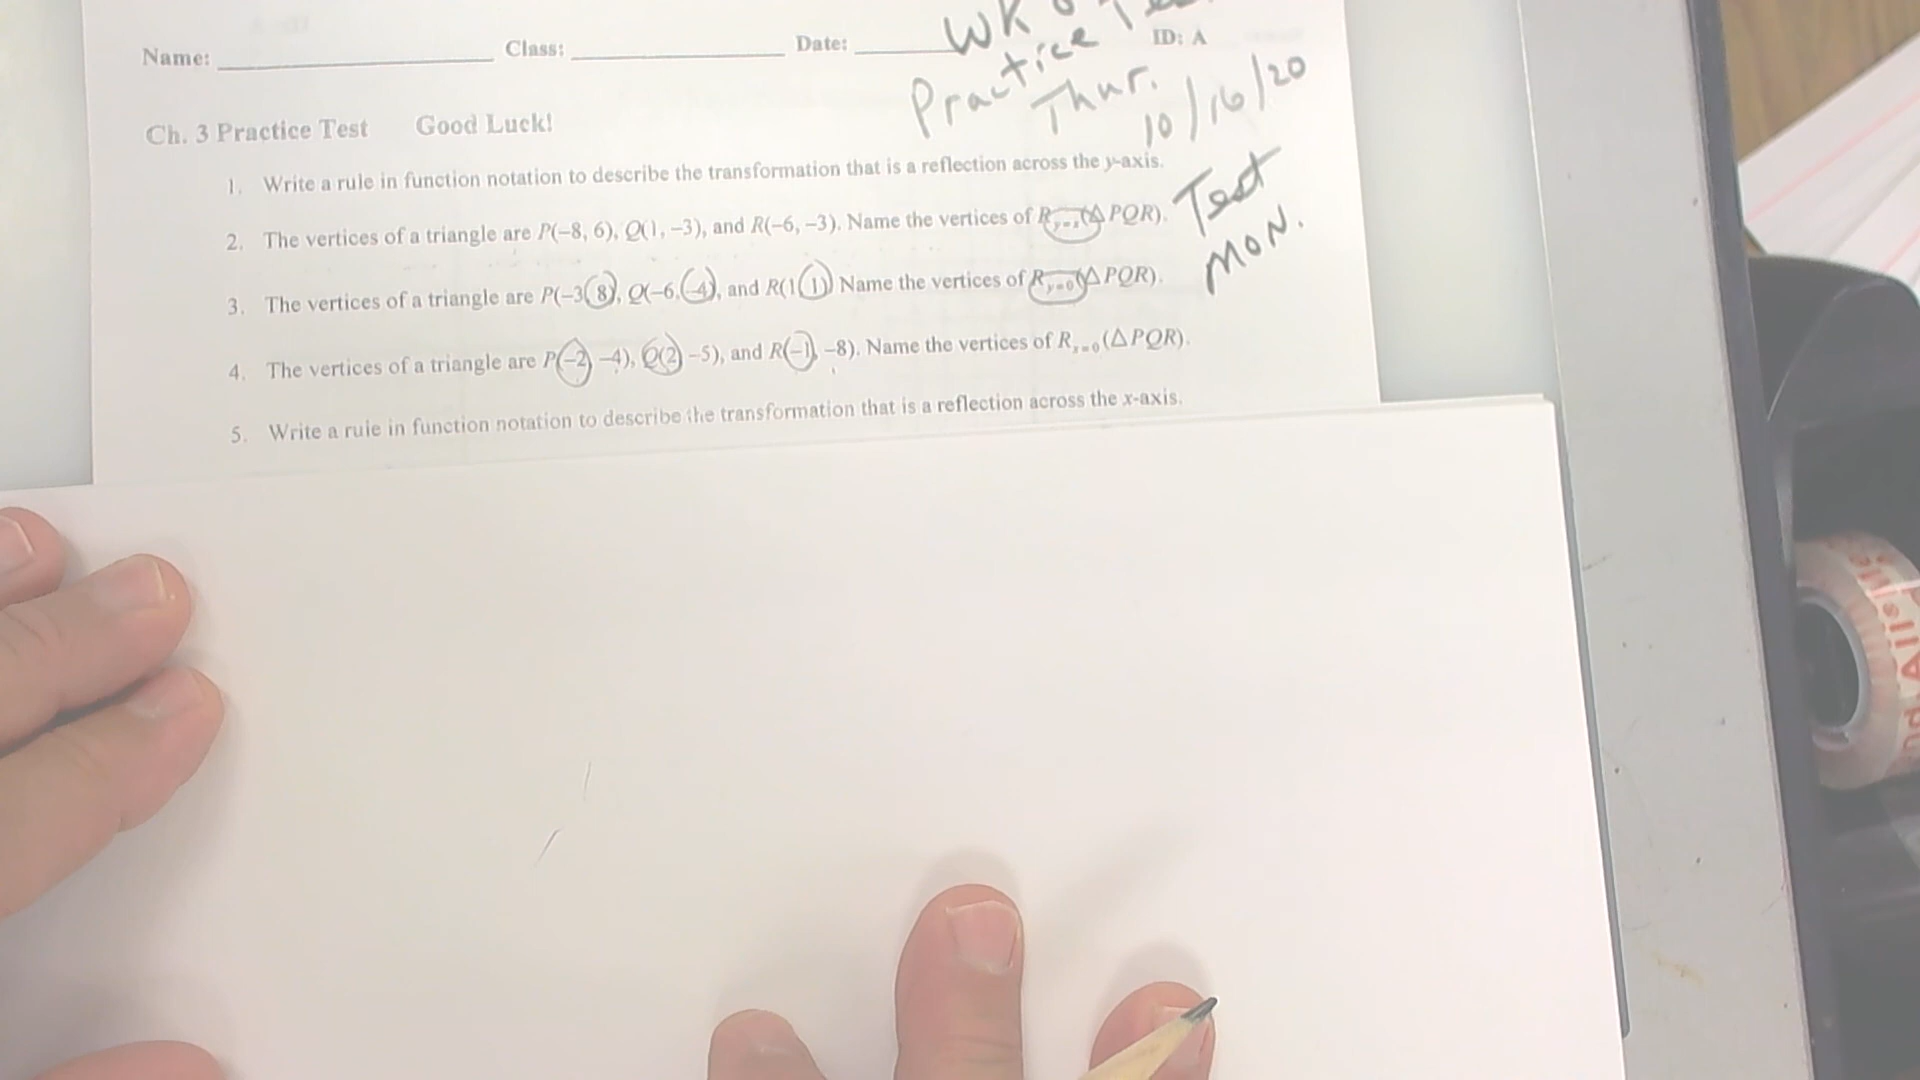 Name: Class: Date: ID: A
WK
Practice
Thur.
10/16/20
Ch. 3 Practice Test Good Luck!
1. Write a rule in function notation to describe the transformation that is a reflection across the y-axis.
Test
Mon.
2. The vertices of a triangle are P(−8, 6), Q(1, −3), and R(−6, −3). Name the vertices of R y=x (△PQR).
3. The vertices of a triangle are P(−3 8), Q(−6, −4), and R(1 1) Name the vertices of R y=0 (△PQR).
4. The vertices of a triangle are P(−2, −4), Q(2, −5), and R(−1, −8). Name the vertices of R x=0 (△PQR).
5. Write a rule in function notation to describe the transformation that is a reflection across the x-axis.
All